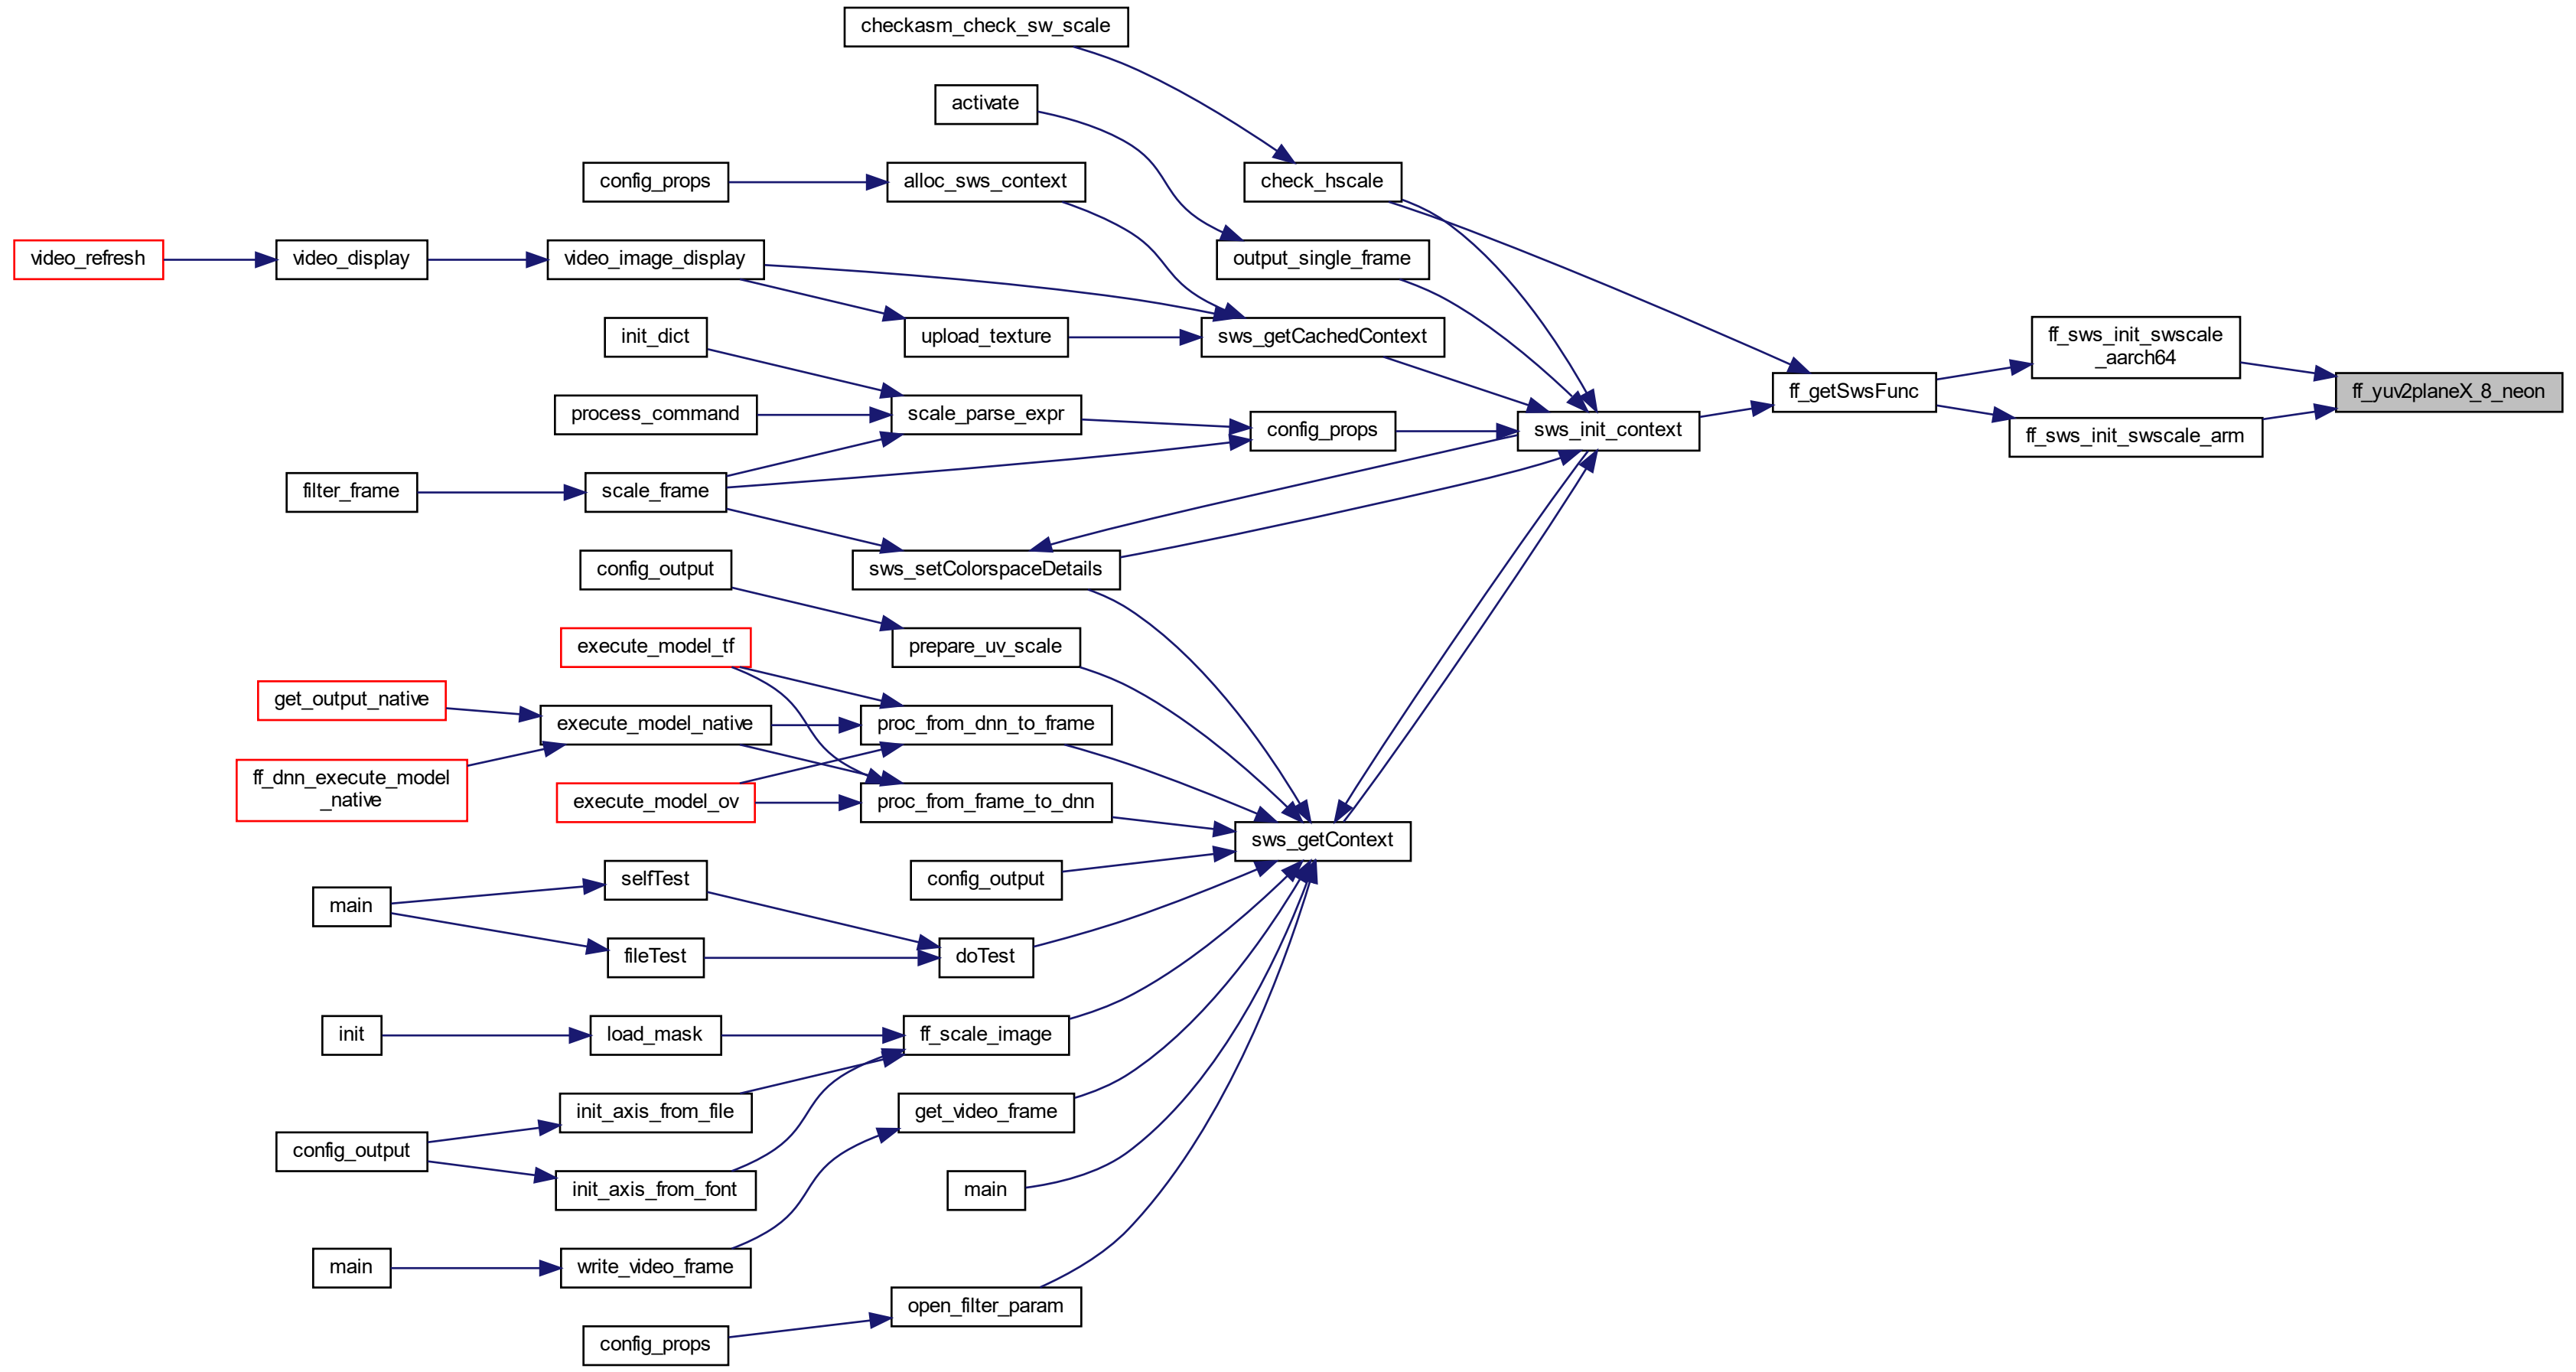 checkasm_check_sw_scale
activate
config_props
alloc_sws_context
check_hscale
video_refresh
video_display
video_image_display
output_single_frame
init_dict
upload_texture
sws_getCachedContext
ff_sws_init_swscale
_aarch64
process_command
scale_parse_expr
config_props
sws_init_context
ff_getSwsFunc
ff_yuv2planeX_8_neon
ff_sws_init_swscale_arm
filter_frame
scale_frame
config_output
sws_setColorspaceDetails
execute_model_tf
prepare_uv_scale
get_output_native
execute_model_native
proc_from_dnn_to_frame
ff_dnn_execute_model
_native
execute_model_ov
proc_from_frame_to_dnn
sws_getContext
selfTest
config_output
main
fileTest
doTest
init
load_mask
ff_scale_image
init_axis_from_file
get_video_frame
config_output
init_axis_from_font
main
main
write_video_frame
open_filter_param
config_props